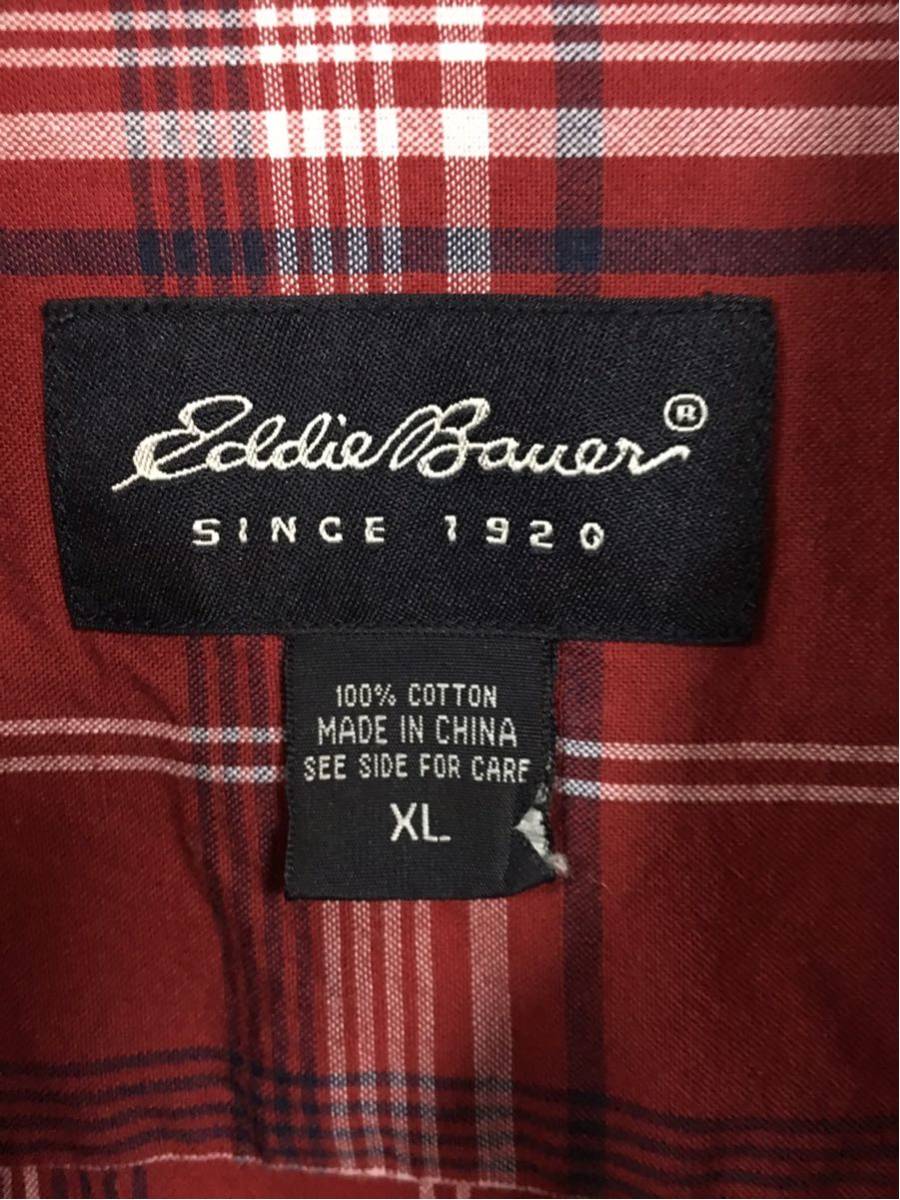 Eddie Bauer®
SINCE 1920
100% COTTON
MADE IN CHINA
SEE SIDE FOR CARE
XL